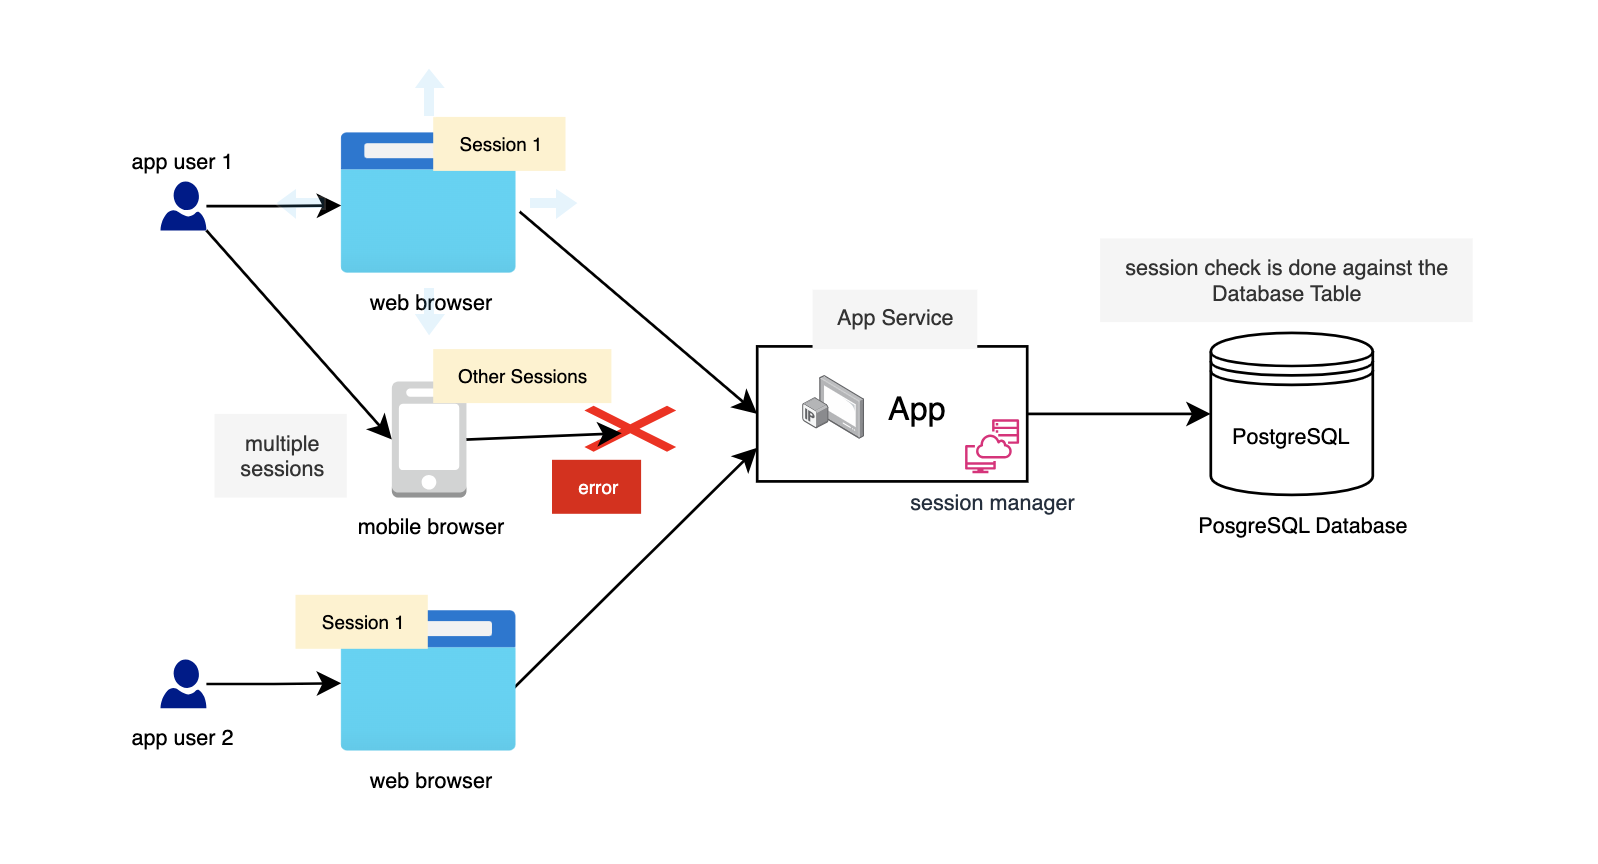 app user 1
Session 1
web browser
Other Sessions
multiple
sessions
error
mobile browser
Session 1
app user 2
web browser
App Service
IP
App
session manager
session check is done against the
Database Table
PostgreSQL
PosgreSQL Database